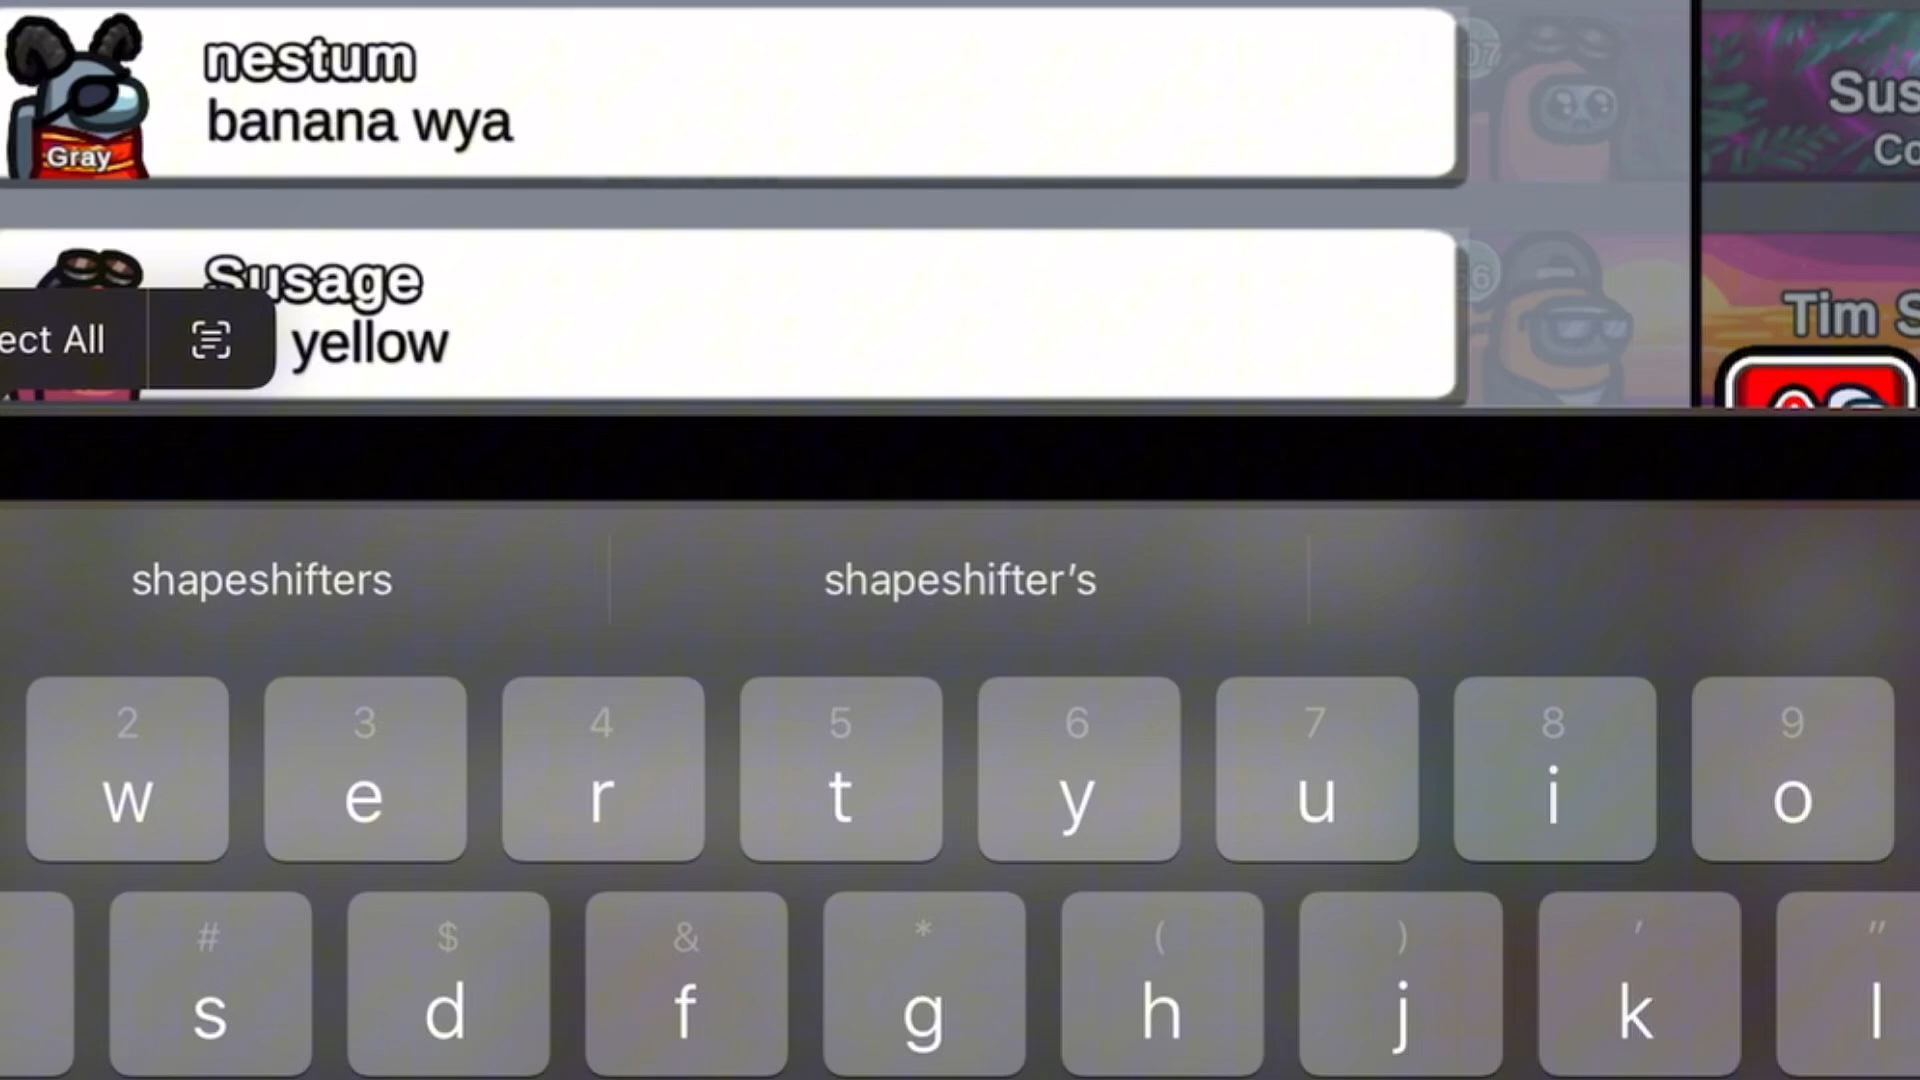 nestum
banana wya
Gray
07
Sus
Co
Susage
yellow
Tim S
ect All
shapeshifters
shapeshifter's
2 3 4 5 6 7 8 9
w e r t y u i o
# $ & * ( ) ' "
s d f g h j k l